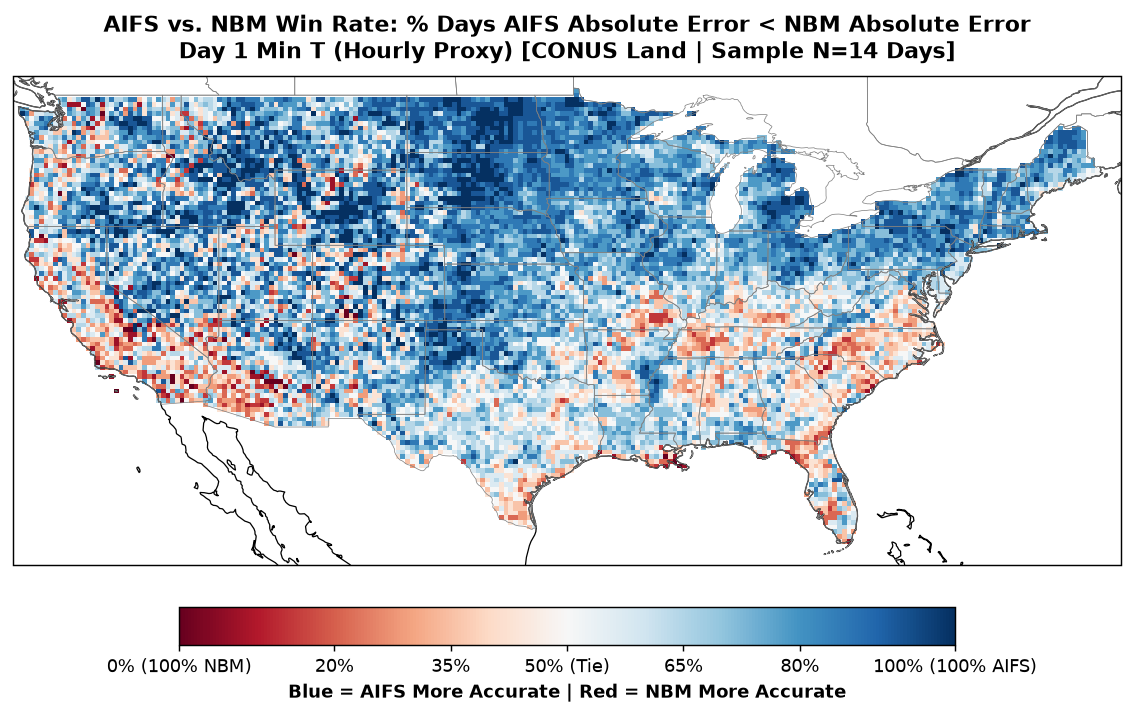 AIFS vs. NBM Win Rate: % Days AIFS Absolute Error < NBM Absolute Error
Day 1 Min T (Hourly Proxy) [CONUS Land | Sample N=14 Days]
0% (100% NBM) 20% 35% 50% (Tie) 65% 80% 100% (100% AIFS)
Blue = AIFS More Accurate | Red = NBM More Accurate